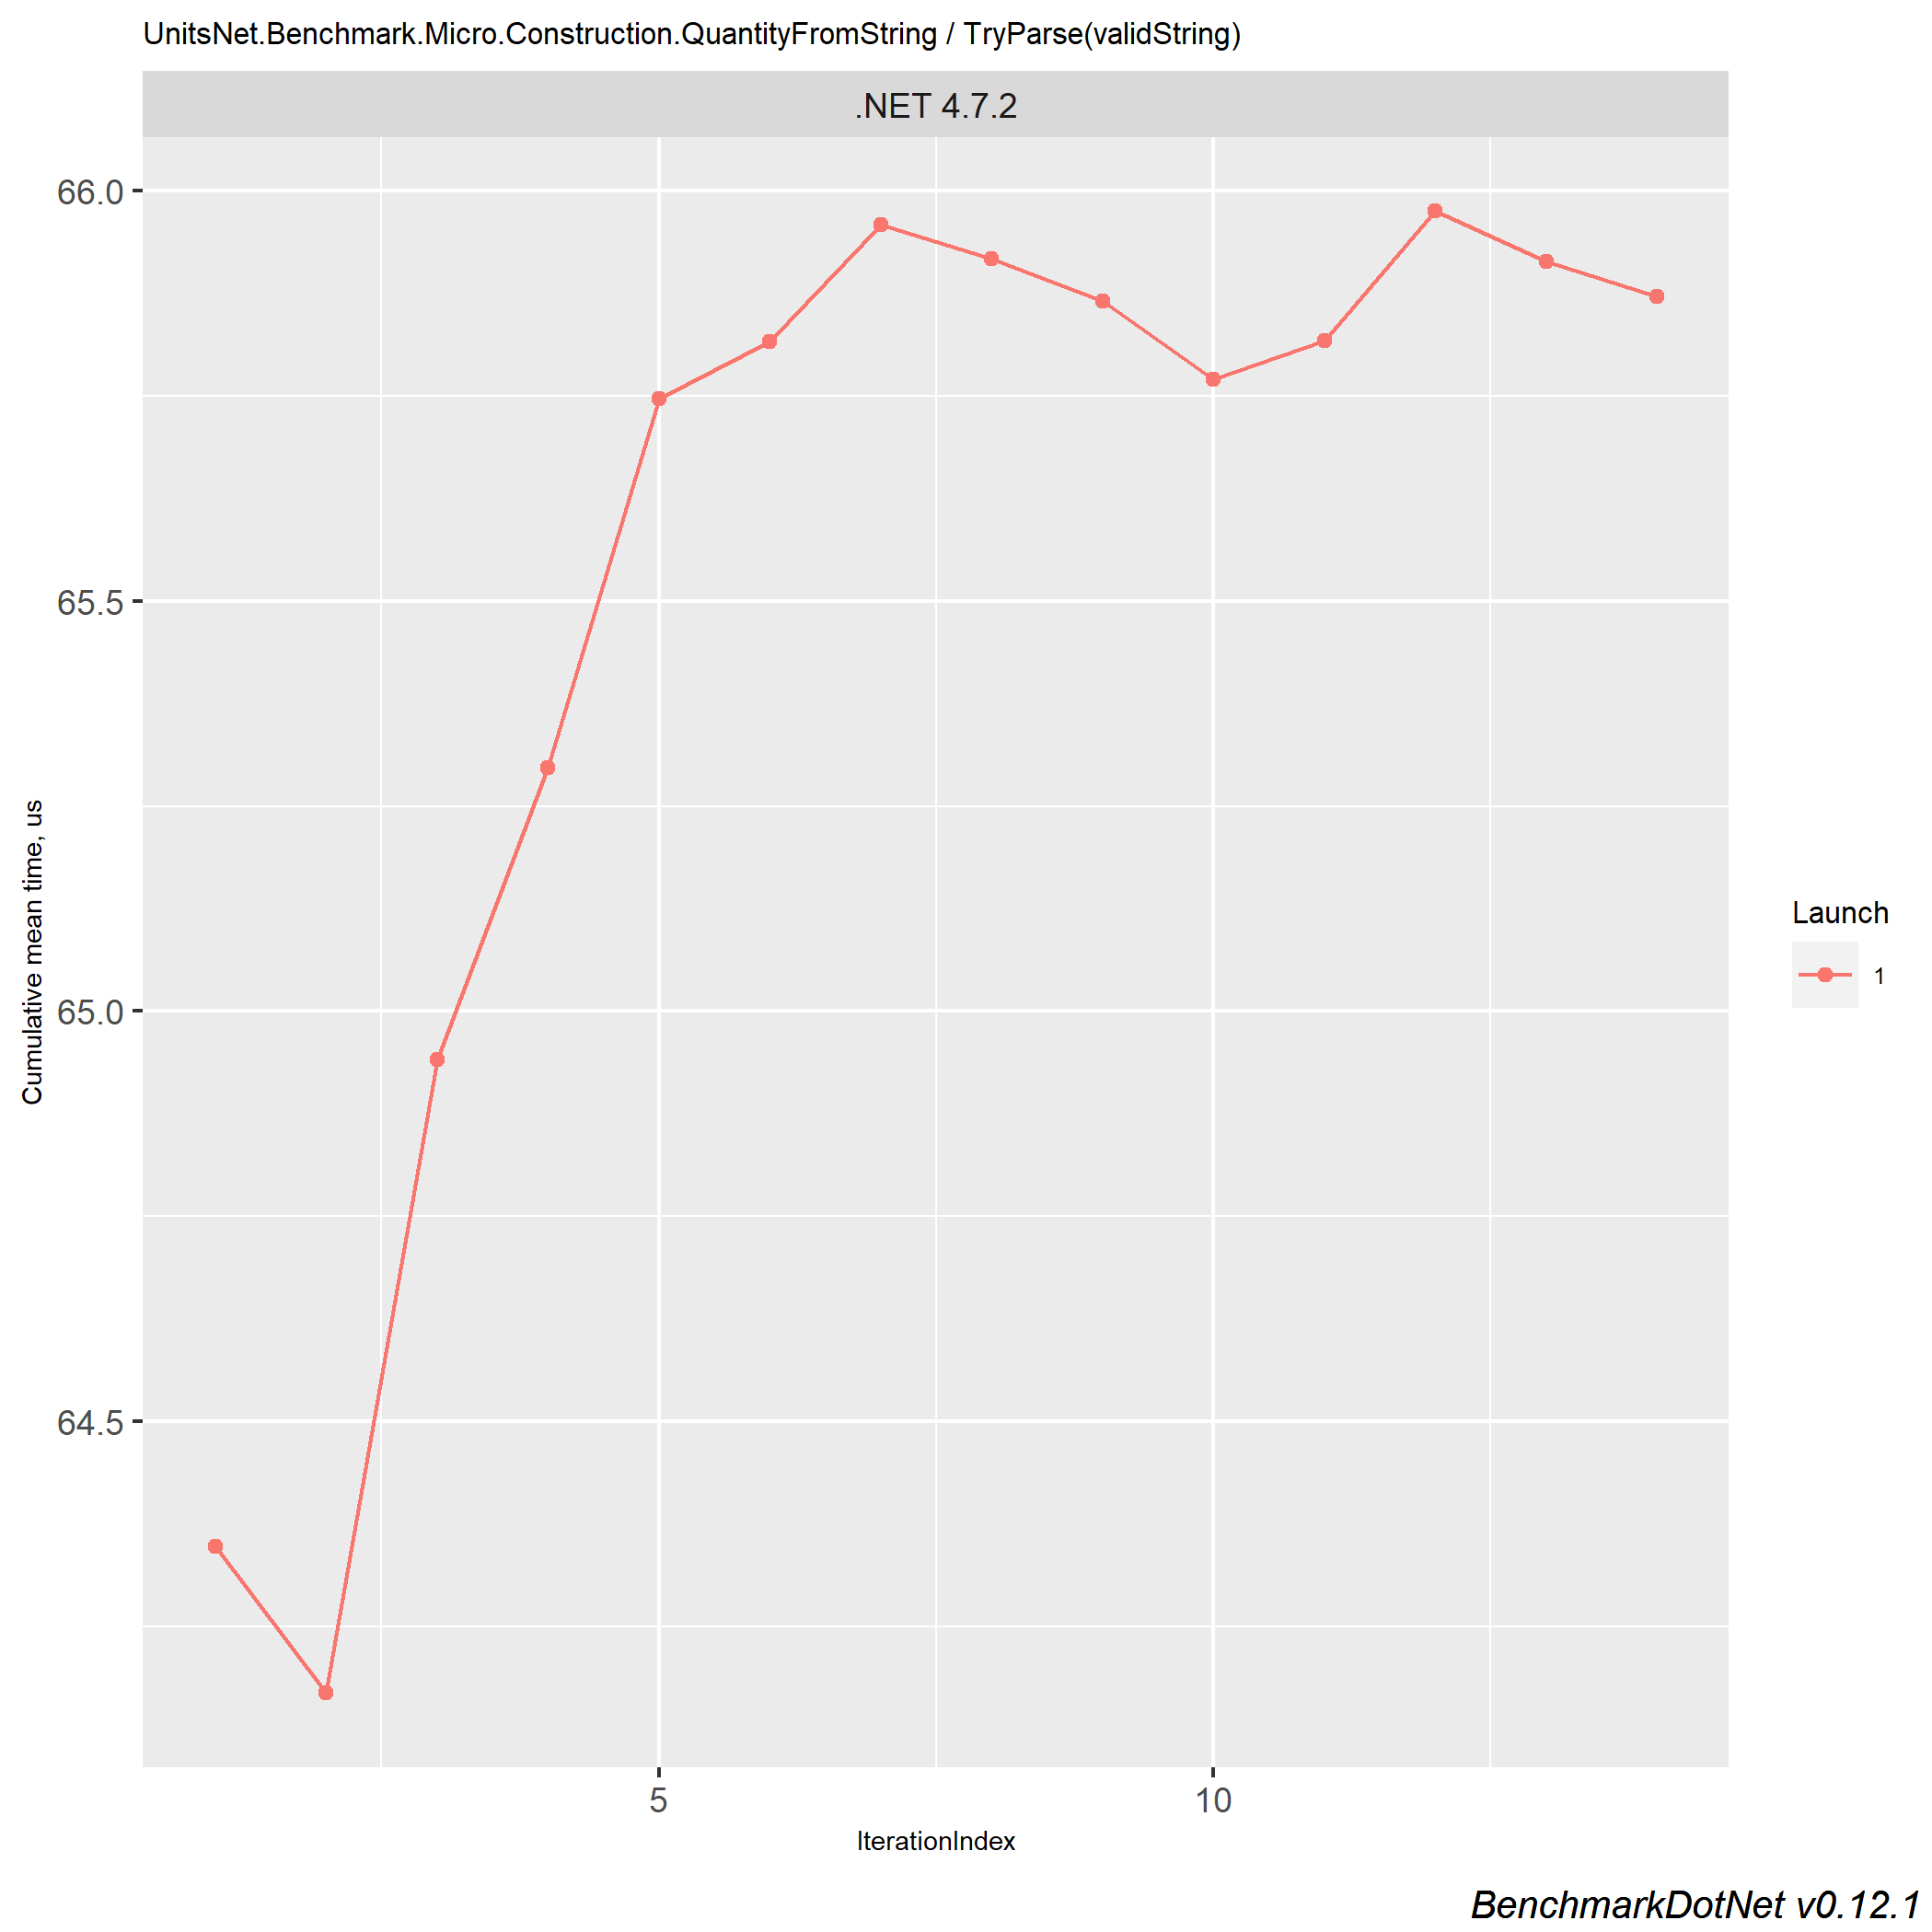 UnitsNet.Benchmark.Micro.Construction.QuantityFromString / TryParse(validString)
.NET 4.7.2
66.0
65.5
65.0
64.5
Cumulative mean time, us
5
10
IterationIndex
Launch
1
BenchmarkDotNet v0.12.1